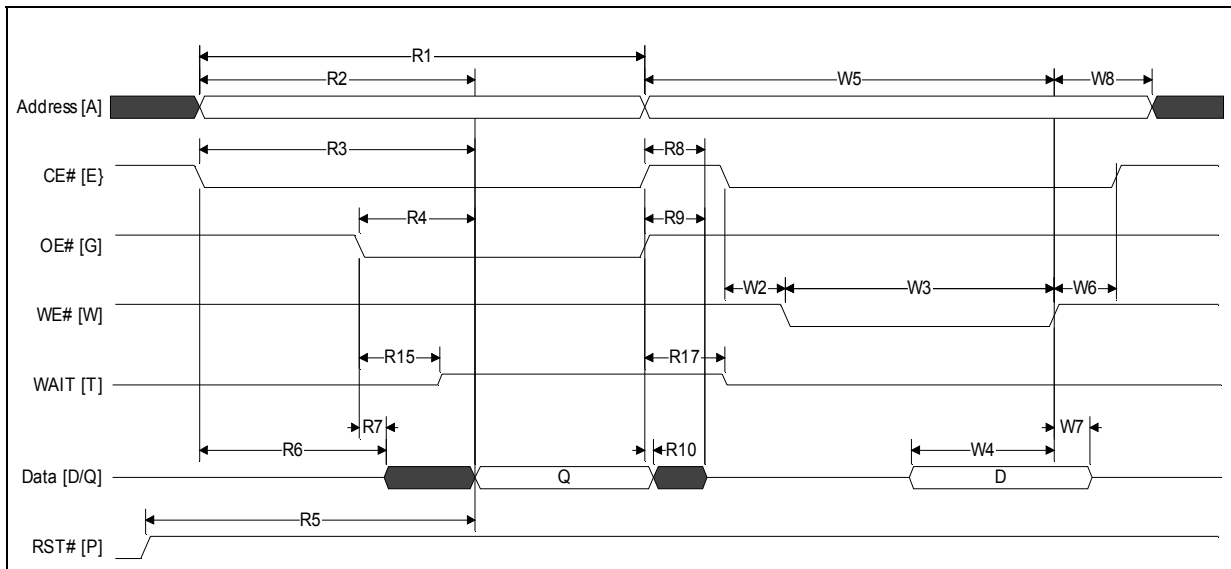 R1
R2
W5
W8
Address [A]
R3
R8
CE# [E}
R4
R9
OE# [G]
W2
W3
W6
WE# [W]
R15
R17
WAIT [T]
R7
W7
R6
R10
W4
Data [D/Q]
Q
D
R5
RST# [P]